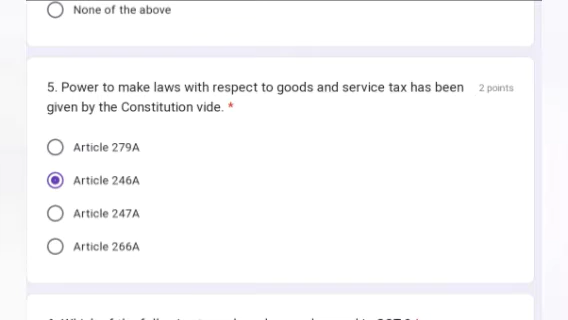 None of the above
5. Power to make laws with respect to goods and service tax has been 2 points
given by the Constitution vide. *
Article 279A
Article 246A
Article 247A
Article 266A